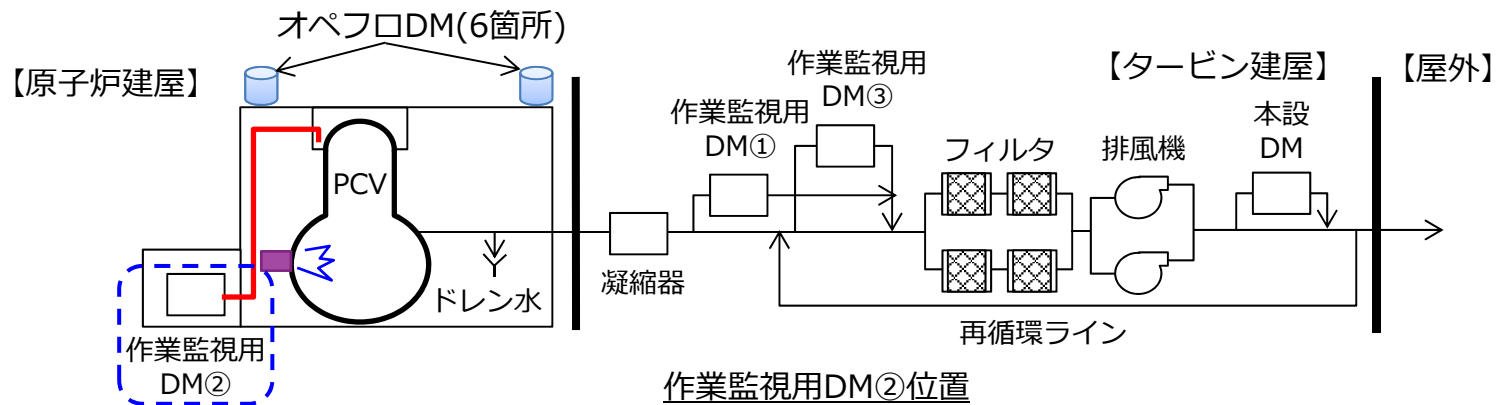 オペフロDM(6箇所)
【原子炉建屋】
作業監視用
DM③
【タービン建屋】
【屋外】
作業監視用
DM①
フィルタ
排風機
本設
DM
PCV
ドレン水
凝縮器
再循環ライン
作業監視用
DM②
作業監視用DM②位置